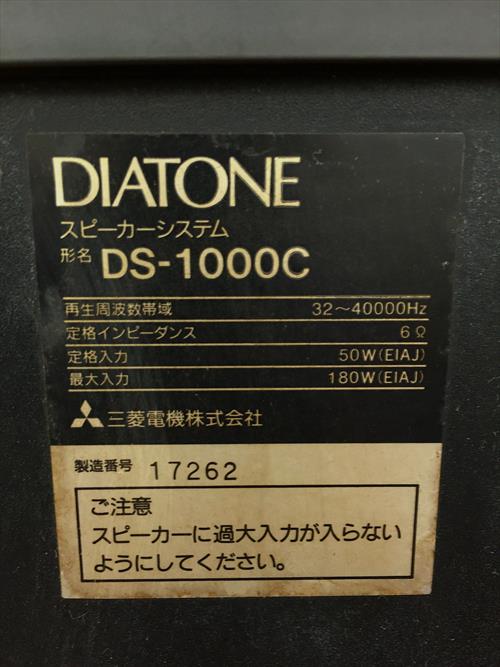 DIATONE
スピーカーシステム
形名 DS-1000C
再生周波数帯域 32～40000Hz
定格インピーダンス 6Ω
定格入力 50W(EIAJ)
最大入力 180W(EIAJ)
三菱電機株式会社
製造番号 17262
ご注意
スピーカーに過大入力が入らない
ようにしてください。